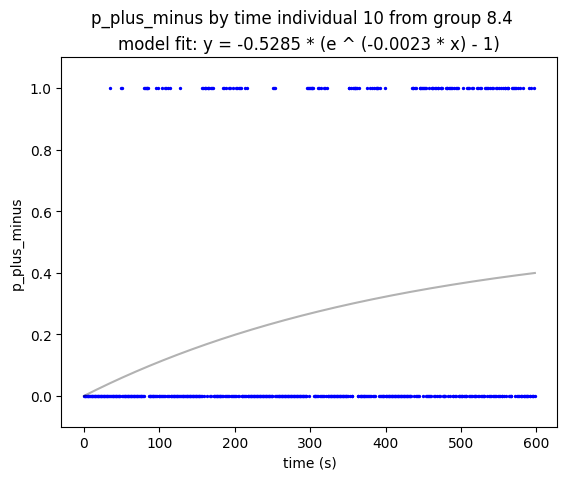 p_plus_minus by time individual 10 from group 8.4
model fit: y = -0.5285 * (e ^ (-0.0023 * x) - 1)
1.0
0.8
0.6
0.4
0.2
0.0
p_plus_minus
0 100 200 300 400 500 600
time (s)